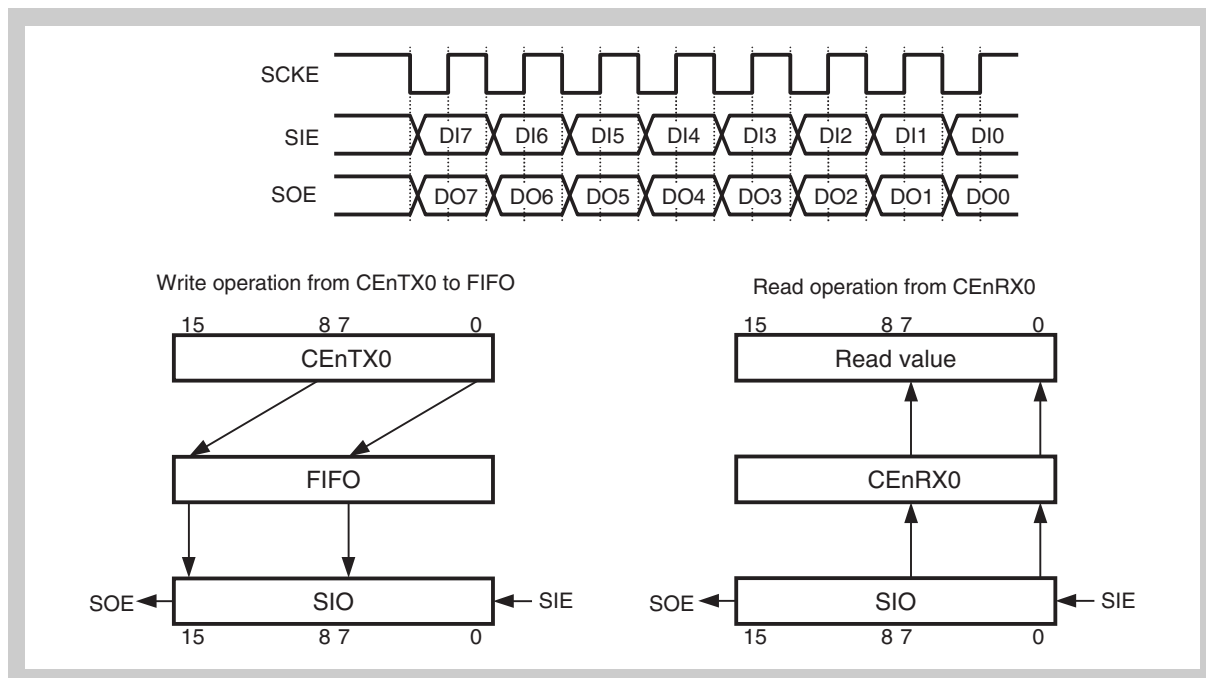 SCKE
SIE DI7 DI6 DI5 DI4 DI3 DI2 DI1 DI0
SOE DO7 DO6 DO5 DO4 DO3 DO2 DO1 DO0
Write operation from CEnTX0 to FIFO
15 8 7 0
CEnTX0
FIFO
SOE SIO SIE
15 8 7 0
Read operation from CEnRX0
15 8 7 0
Read value
CEnRX0
SOE SIO SIE
15 8 7 0